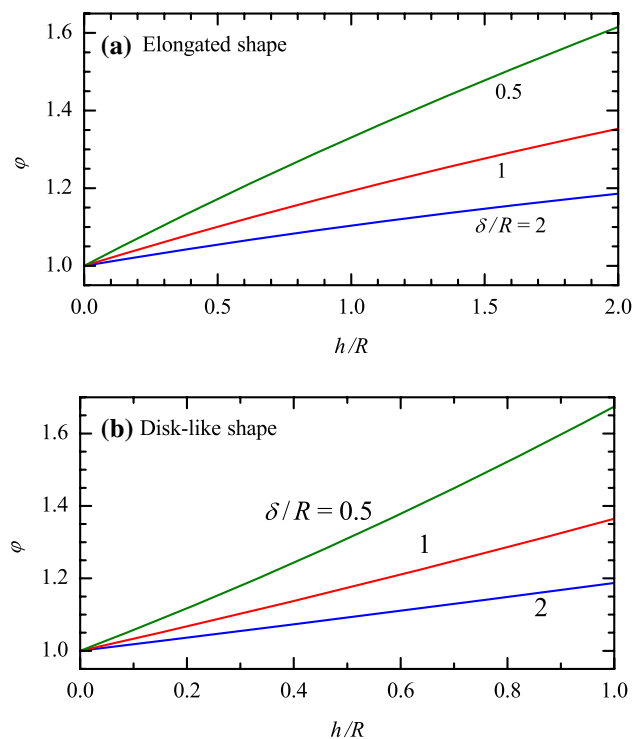 (a) Elongated shape
1.6
1.4
1.2
1.0
φ
0.5
1
δ/R = 2
0.0 0.5 1.0 1.5 2.0
h/R
(b) Disk-like shape
1.6
1.4
1.2
1.0
φ
δ/R = 0.5
1
2
0.0 0.2 0.4 0.6 0.8 1.0
h/R